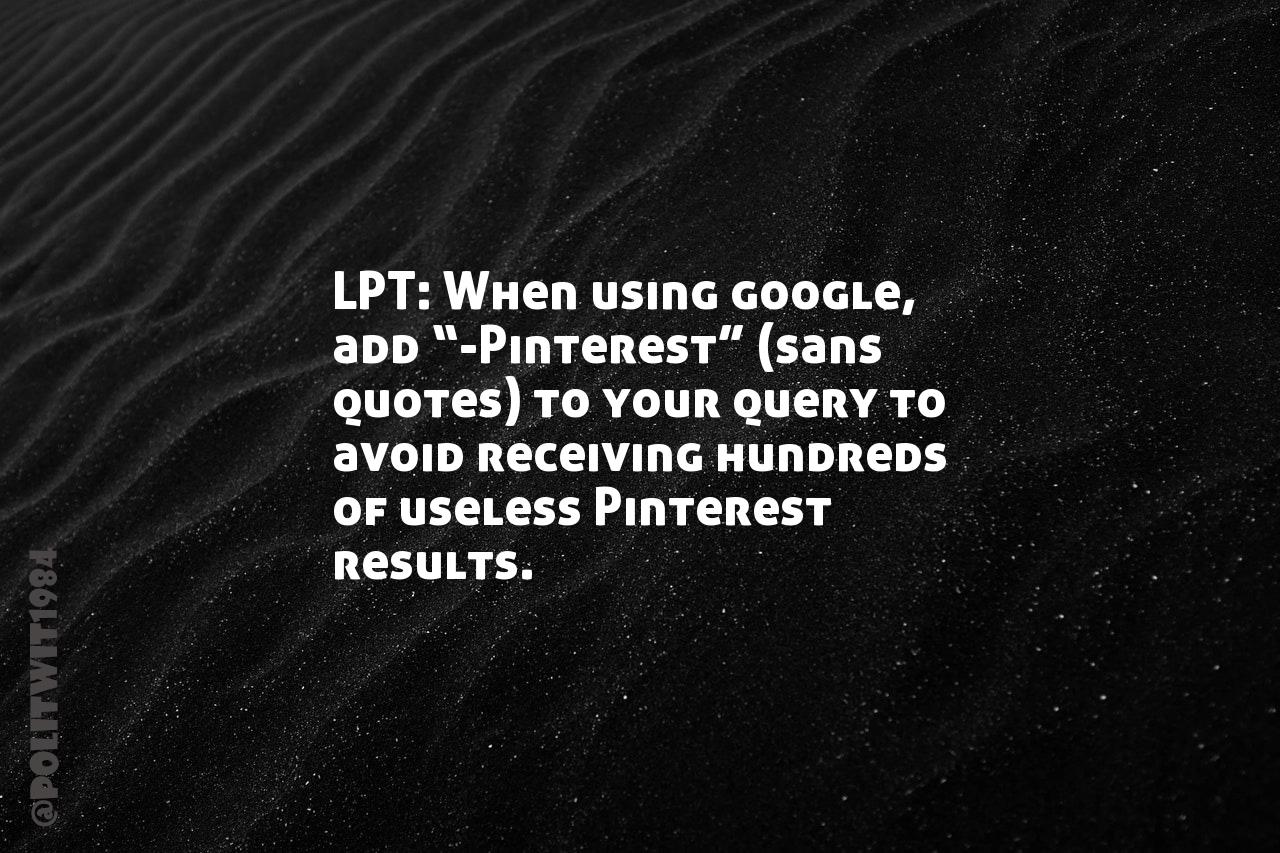 LPT: When using google,
add “-Pinterest” (sans
quotes) to your query to
avoid receiving hundreds
of useless Pinterest
results.
@POLITWIT1984